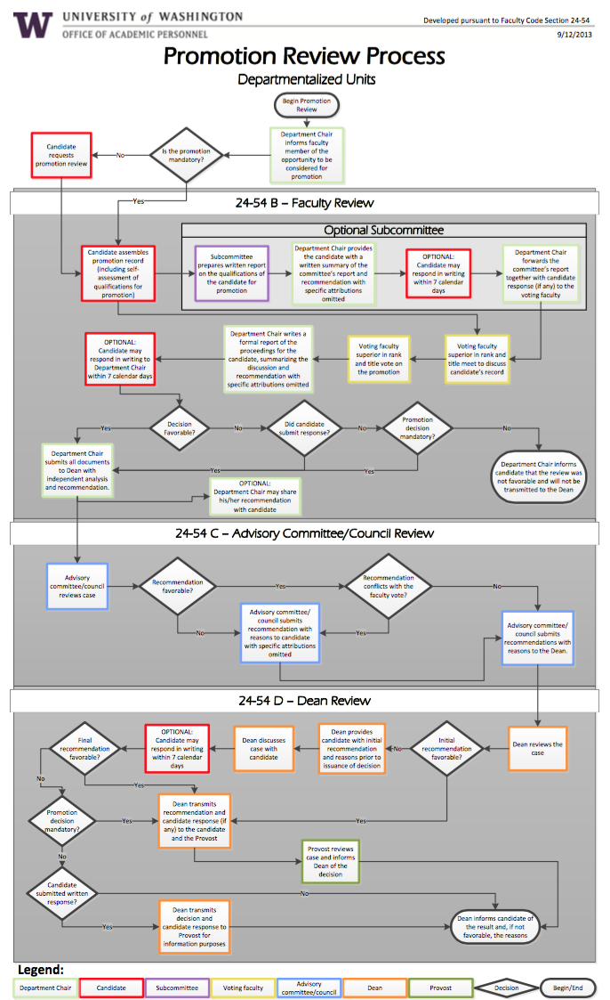 W
UNIVERSITY of WASHINGTON
OFFICE OF ACADEMIC PERSONNEL
Developed pursuant to Faculty Code Section 24-54
9/12/2013
Promotion Review Process
Departmentalized Units
Begin Promotion
Review
Department Chair
informs faculty
member of the
opportunity to be
considered for
promotion
Is the promotion
mandatory?
No
Candidate
requests
promotion review
Yes
24-54 B – Faculty Review
Optional Subcommittee
Candidate assembles
promotion record
(including self-
assessment of
qualifications for
promotion)
Subcommittee
prepares written report
on the qualifications of
the candidate for
promotion
Department Chair provides
the candidate with a
written summary of the
committee's report and
recommendation with
specific attributions
omitted
OPTIONAL:
Candidate may
respond in writing
within 7 calendar
days
Department Chair
forwards the
committee's report
together with candidate
response (if any) to the
voting faculty
Voting faculty
superior in rank and
title meet to discuss
candidate's record
Voting faculty
superior in rank
and title vote on
the promotion
Department Chair writes a
formal report of the
proceedings for the
candidate, summarizing the
discussion and
recommendation with
specific attributions omitted
OPTIONAL:
Candidate may
respond in writing to
Department Chair
within 7 calendar days
Decision
Favorable?
Yes
No
Did candidate
submit response?
No
Yes
Promotion
decision
mandatory?
No
Yes
Department Chair informs
candidate that the review was
not favorable and will not be
transmitted to the Dean
Department Chair
submits all documents
to Dean with
independent analysis
and recommendation.
OPTIONAL:
Department Chair may share
his/her recommendation
with candidate
24-54 C – Advisory Committee/Council Review
Advisory
committee/council
reviews case
Recommendation
favorable?
Yes
No
Recommendation
conflicts with the
faculty vote?
No
Yes
Advisory committee/
council submits
recommendation with
reasons to candidate
with specific attributions
omitted
Advisory committee/
council submits
recommendations with
reasons to the Dean.
24-54 D – Dean Review
Dean reviews the
case
Initial
recommendation
favorable?
No
Yes
Dean provides
candidate with initial
recommendation
and reasons prior to
issuance of decision
Dean discusses
case with
candidate
OPTIONAL:
Candidate may
respond in writing
within 7 calendar
days
Final
recommendation
favorable?
No
Yes
Promotion
decision
mandatory?
Yes
No
Dean transmits
recommendation and
candidate response (if
any) to the candidate
and the Provost
Provost reviews
case and informs
Dean of the
decision
Candidate
submitted written
response?
No
Yes
Dean transmits
decision and
candidate response to
Provost for
information purposes
Dean informs candidate of
the result and, if not
favorable, the reasons
Legend:
Department Chair
Candidate
Subcommittee
Voting faculty
Advisory
committee/council
Dean
Provost
Decision
Begin/End